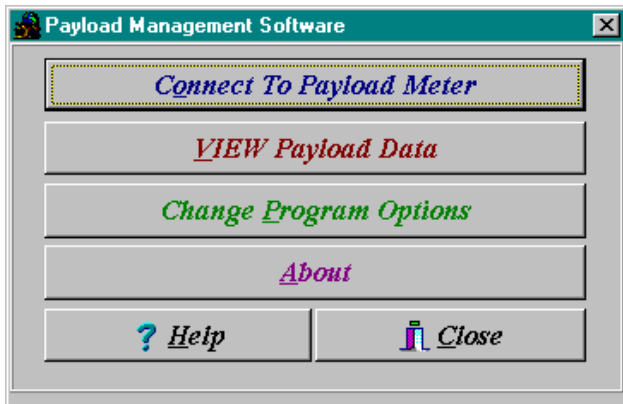 Payload Management Software
Connect To Payload Meter
VIEW Payload Data
Change Program Options
About
? Help
Close